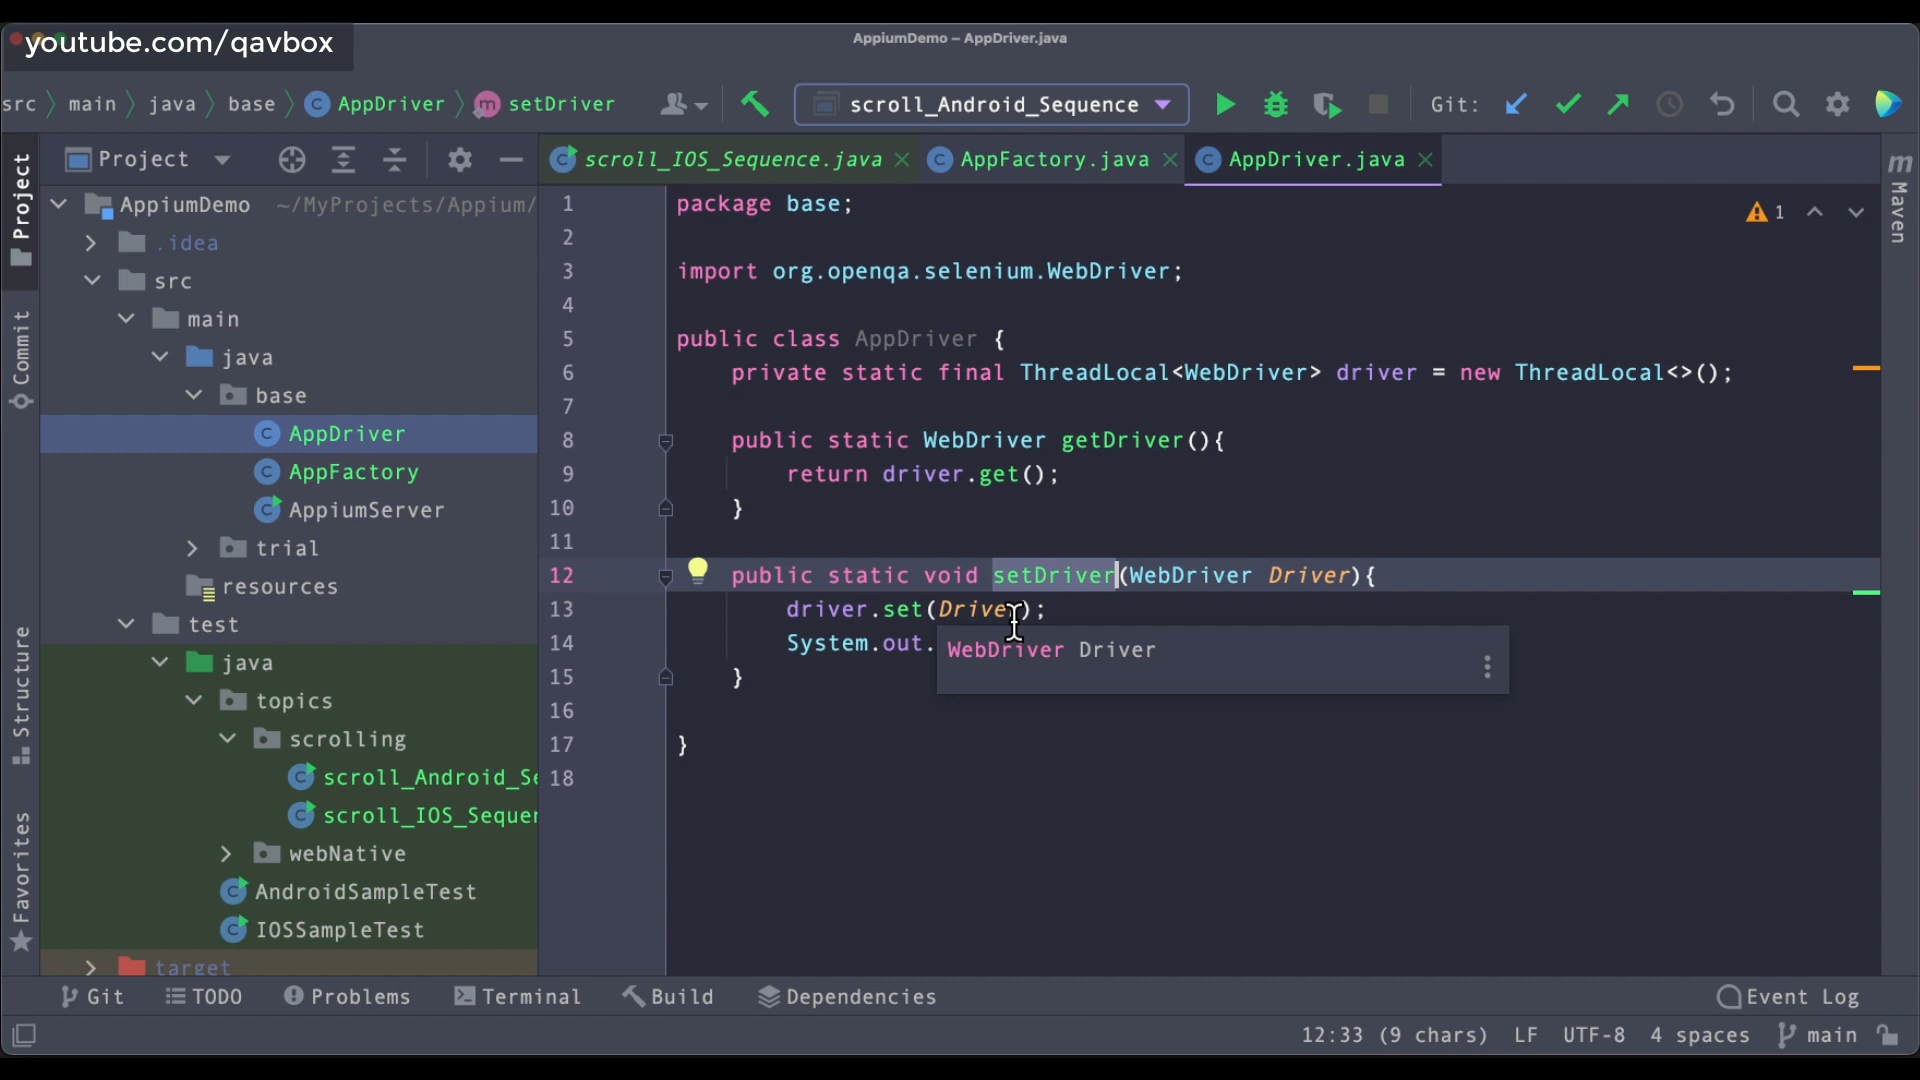 youtube.com/qavbox
AppiumDemo – AppDriver.java
src main java base AppDriver setDriver scroll_Android_Sequence Git:
Project scroll_IOS_Sequence.java AppFactory.java AppDriver.java
Project
Commit
Structure
Favorites
Maven
AppiumDemo ~/MyProjects/Appium/
.idea
src
main
java
base
AppDriver
AppFactory
AppiumServer
trial
resources
test
java
topics
scrolling
scroll_Android_Se
scroll_IOS_Sequer
webNative
AndroidSampleTest
IOSSampleTest
target
1 package base;
2
3 import org.openqa.selenium.WebDriver;
4
5 public class AppDriver {
6 private static final ThreadLocal<WebDriver> driver = new ThreadLocal<>();
7
8 public static WebDriver getDriver(){
9 return driver.get();
10 }
11
12 public static void setDriver(WebDriver Driver){
13 driver.set(Driver);
14 System.out.
15 }
16
17 }
18
WebDriver Driver
1
Git TODO Problems Terminal Build Dependencies Event Log
12:33 (9 chars) LF UTF-8 4 spaces main